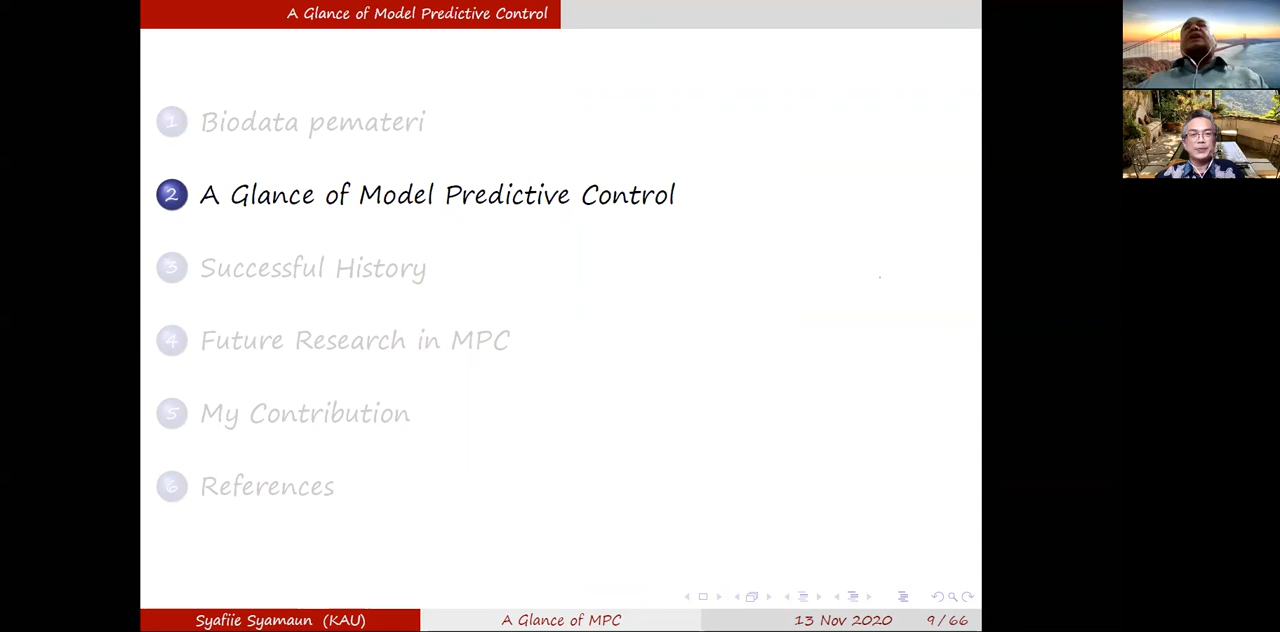 A Glance of Model Predictive Control
1 Biodata pemateri
2 A Glance of Model Predictive Control
3 Successful History
4 Future Research in MPC
5 My Contribution
6 References
Syafiie Syamaun (KAU) A Glance of MPC 13 Nov 2020 9/66